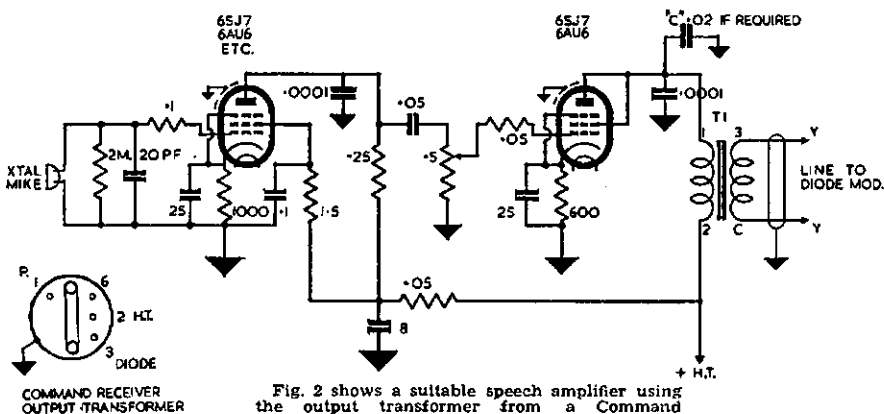 6SJ7
6AU6
ETC.
6SJ7
6AU6
"C" .02 IF REQUIRED
.0001
.05
.0001
T1
.1
XTAL
MIKE
2M.
20 PF
25
1000
.1
1.5
.25
.5
.05
25
600
1
2
3
C
Y
LINE TO
DIODE MOD.
Y
.05
8
+ H.T.
P.
1
6
2 H.T.
3
DIODE
COMMAND RECEIVER
OUTPUT TRANSFORMER
Fig. 2 shows a suitable speech amplifier using
the output transformer from a Command